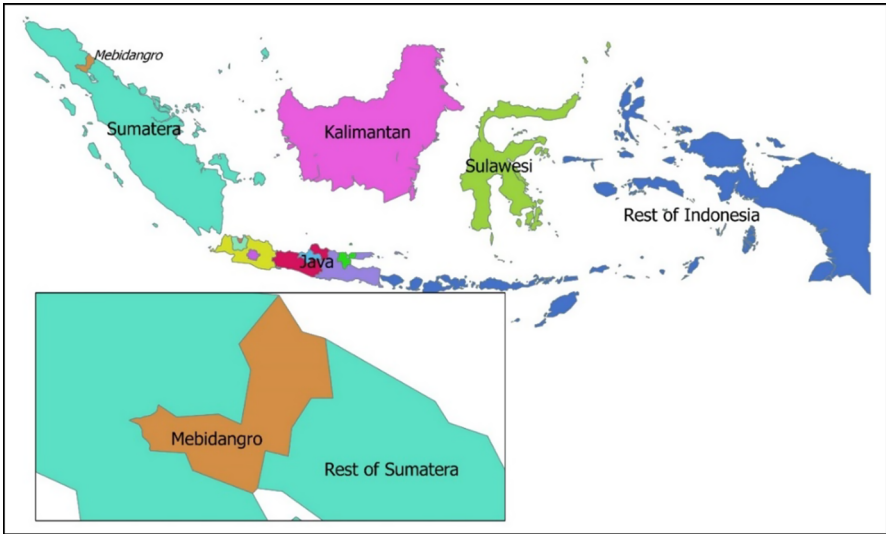 Mebidangro
Sumatera
Kalimantan
Sulawesi
Rest of Indonesia
Java
Mebidangro
Rest of Sumatera